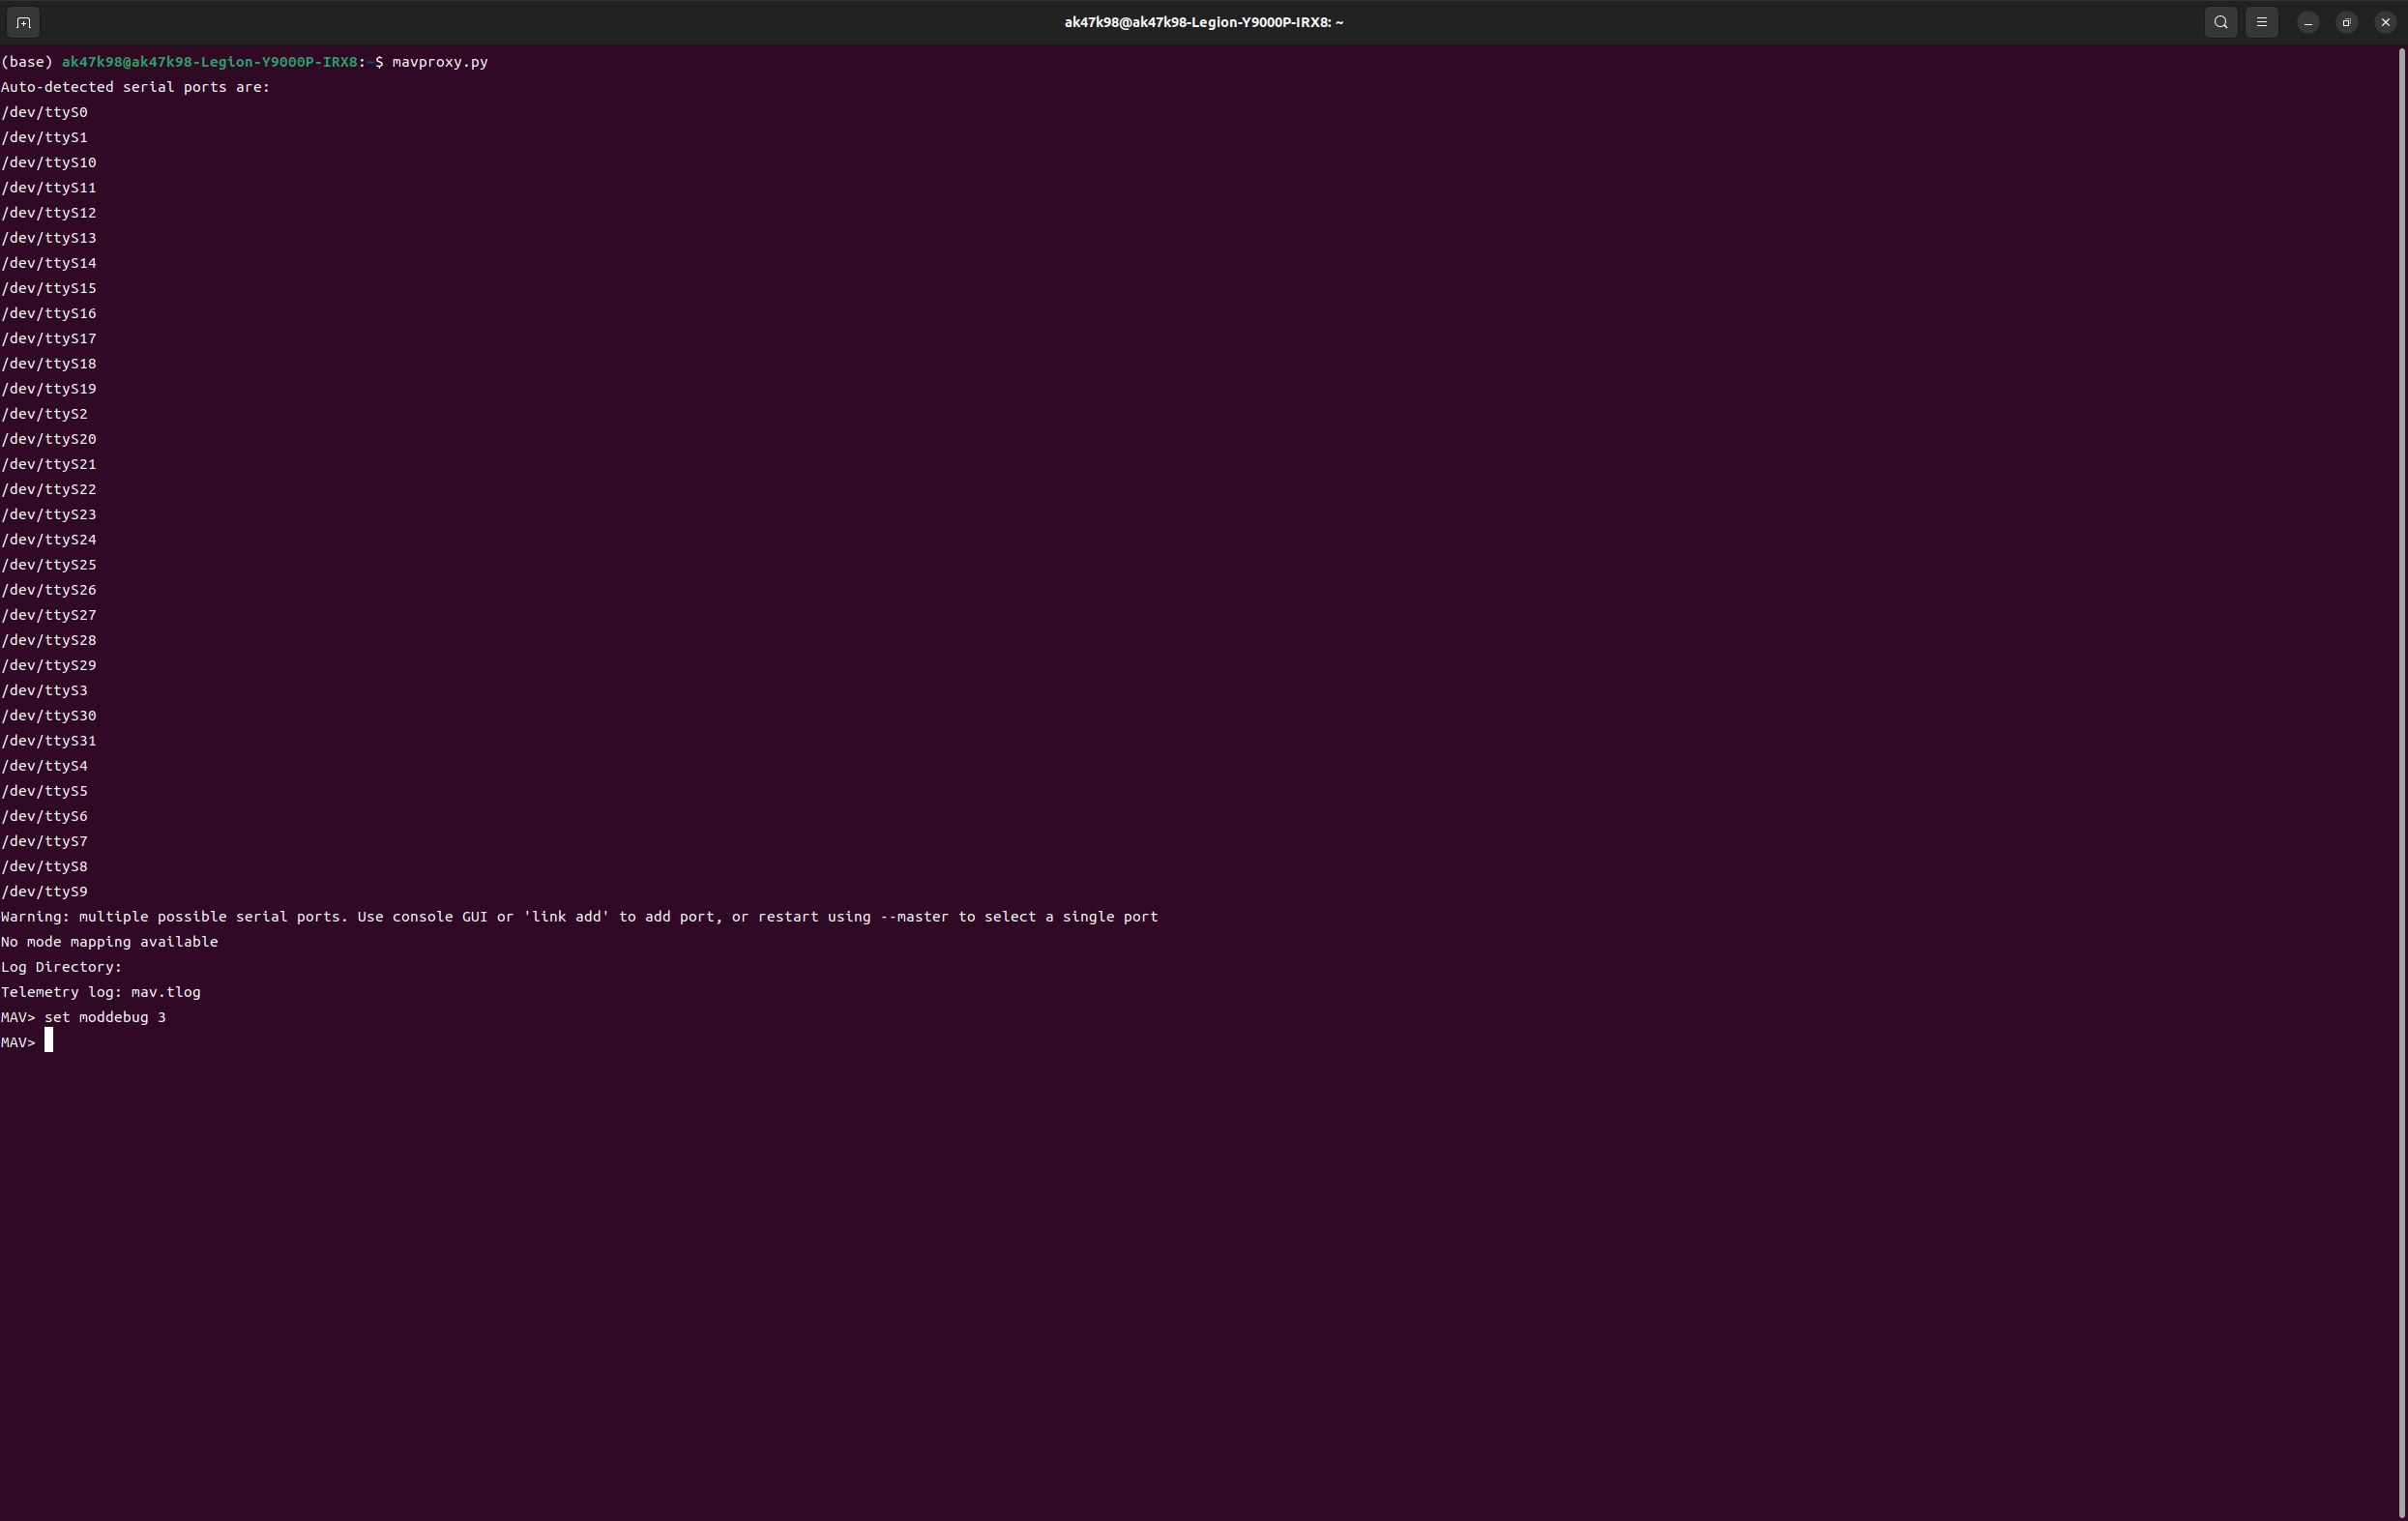 ak47k98@ak47k98-Legion-Y9000P-IRX8: ~
(base) ak47k98@ak47k98-Legion-Y9000P-IRX8:~$ mavproxy.py
Auto-detected serial ports are:
/dev/ttyS0
/dev/ttyS1
/dev/ttyS10
/dev/ttyS11
/dev/ttyS12
/dev/ttyS13
/dev/ttyS14
/dev/ttyS15
/dev/ttyS16
/dev/ttyS17
/dev/ttyS18
/dev/ttyS19
/dev/ttyS2
/dev/ttyS20
/dev/ttyS21
/dev/ttyS22
/dev/ttyS23
/dev/ttyS24
/dev/ttyS25
/dev/ttyS26
/dev/ttyS27
/dev/ttyS28
/dev/ttyS29
/dev/ttyS3
/dev/ttyS30
/dev/ttyS31
/dev/ttyS4
/dev/ttyS5
/dev/ttyS6
/dev/ttyS7
/dev/ttyS8
/dev/ttyS9
Warning: multiple possible serial ports. Use console GUI or 'link add' to add port, or restart using --master to select a single port
No mode mapping available
Log Directory:
Telemetry log: mav.tlog
MAV> set moddebug 3
MAV>